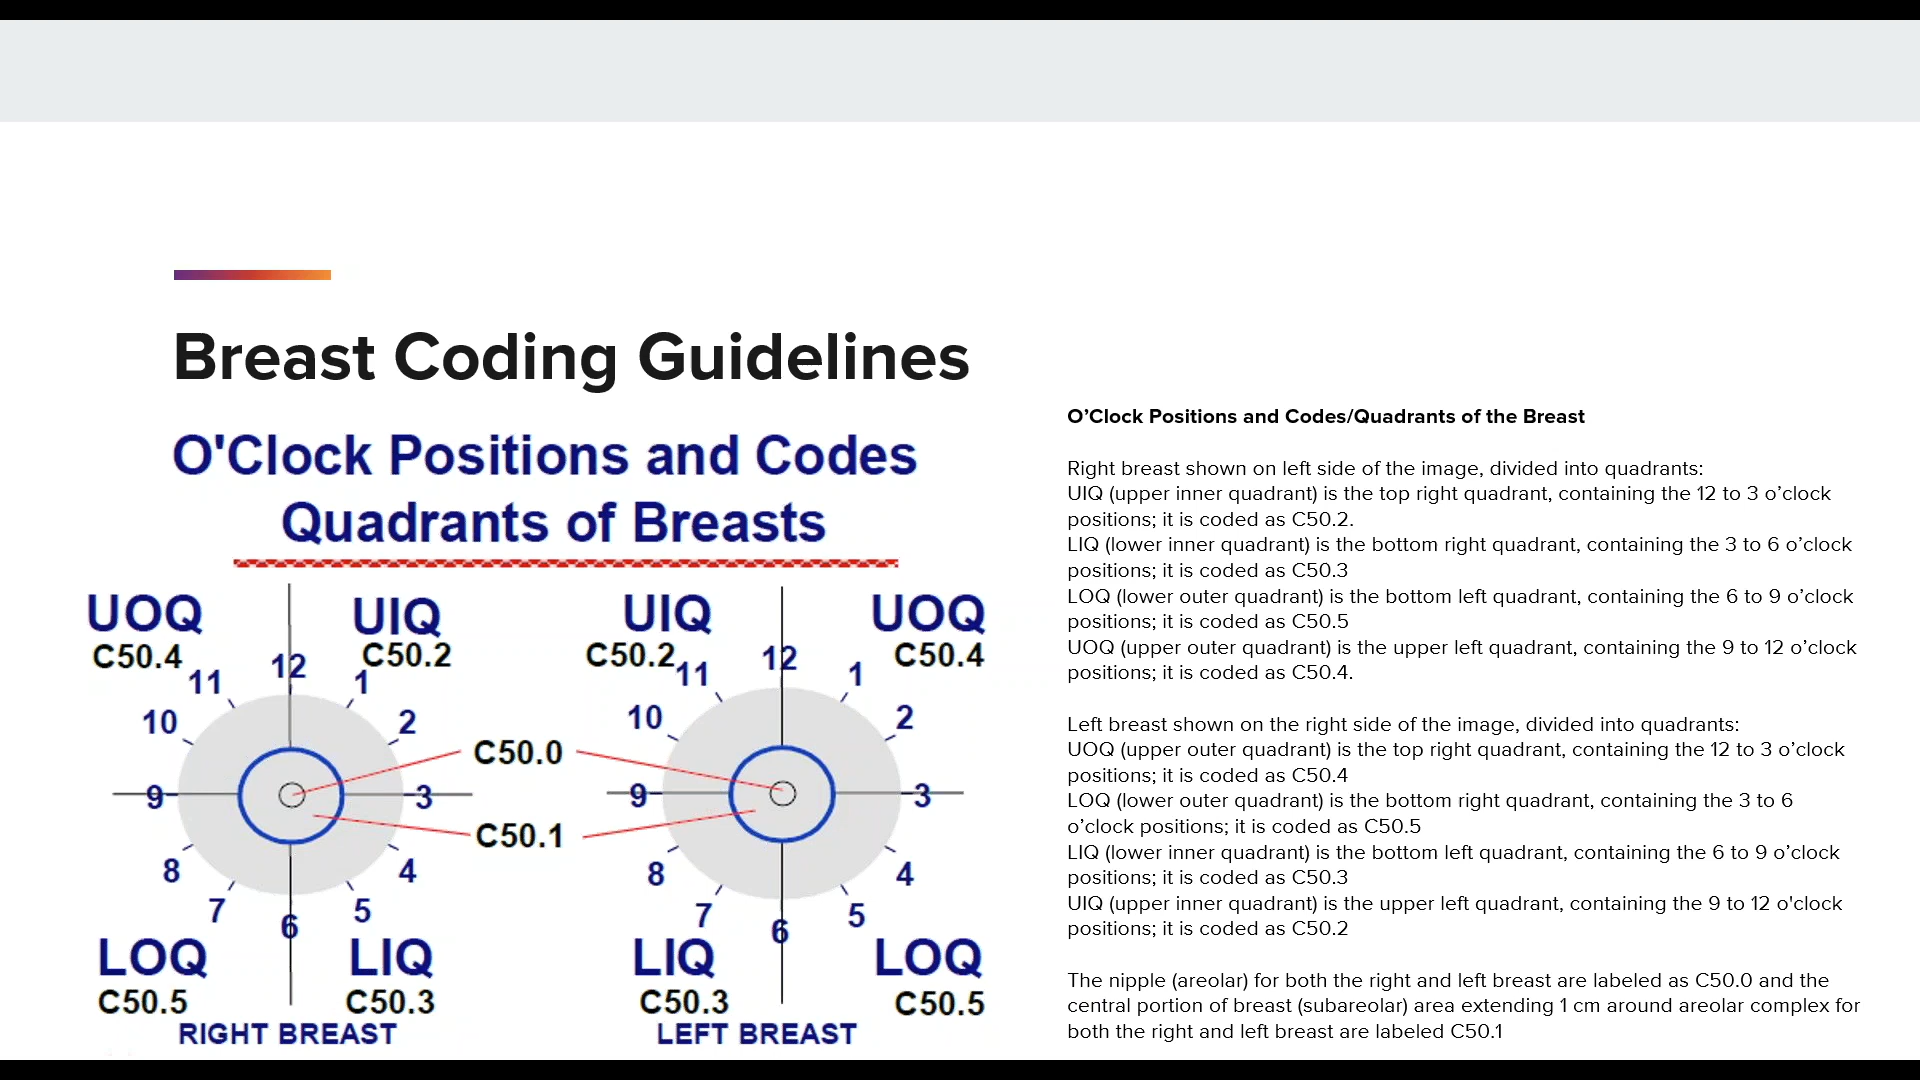 Breast Coding Guidelines
O'Clock Positions and Codes
Quadrants of Breasts
UOQ UIQ UIQ UOQ
C50.4 C50.2 C50.2 C50.4
12 12
11 1 11 1
10 2 10 2
C50.0
9 3 9 3
C50.1
8 4 8 4
7 5 7 5
6 6
LOQ LIQ LIQ LOQ
C50.5 C50.3 C50.3 C50.5
RIGHT BREAST LEFT BREAST
O’Clock Positions and Codes/Quadrants of the Breast
Right breast shown on left side of the image, divided into quadrants:
UIQ (upper inner quadrant) is the top right quadrant, containing the 12 to 3 o’clock
positions; it is coded as C50.2.
LIQ (lower inner quadrant) is the bottom right quadrant, containing the 3 to 6 o’clock
positions; it is coded as C50.3
LOQ (lower outer quadrant) is the bottom left quadrant, containing the 6 to 9 o’clock
positions; it is coded as C50.5
UOQ (upper outer quadrant) is the upper left quadrant, containing the 9 to 12 o’clock
positions; it is coded as C50.4.
Left breast shown on the right side of the image, divided into quadrants:
UOQ (upper outer quadrant) is the top right quadrant, containing the 12 to 3 o’clock
positions; it is coded as C50.4
LOQ (lower outer quadrant) is the bottom right quadrant, containing the 3 to 6
o’clock positions; it is coded as C50.5
LIQ (lower inner quadrant) is the bottom left quadrant, containing the 6 to 9 o’clock
positions; it is coded as C50.3
UIQ (upper inner quadrant) is the upper left quadrant, containing the 9 to 12 o'clock
positions; it is coded as C50.2
The nipple (areolar) for both the right and left breast are labeled as C50.0 and the
central portion of breast (subareolar) area extending 1 cm around areolar complex for
both the right and left breast are labeled C50.1